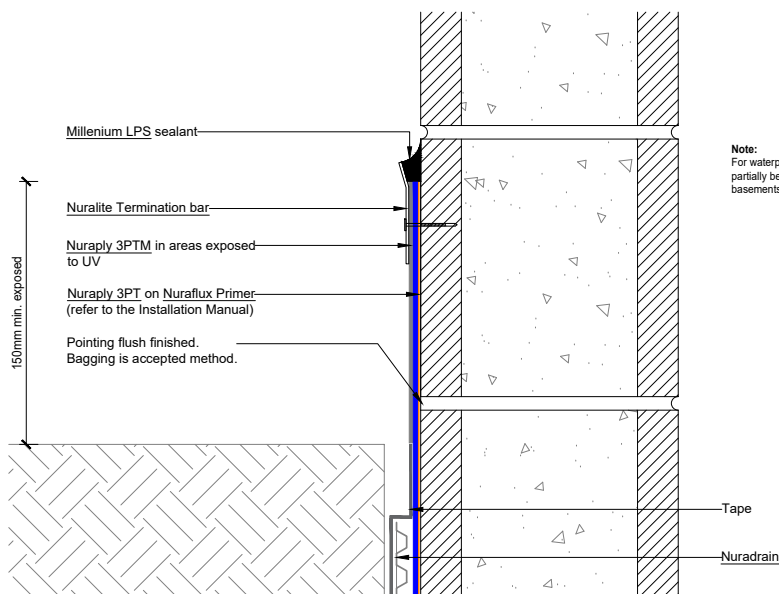 Millenium LPS sealant
Note:
For waterp
partially be
basements
Nuralite Termination bar
Nuraply 3PTM in areas exposed
to UV
150mm min. exposed
Nuraply 3PT on Nuraflux Primer
(refer to the Installation Manual)
Pointing flush finished.
Bagging is accepted method.
Tape
Nuradrain